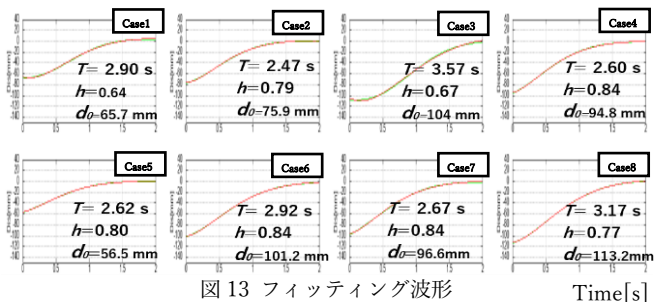 Case1
T= 2.90 s
h=0.64
d0=65.7 mm
Case2
T= 2.47 s
h=0.79
d0=75.9 mm
Case3
T= 3.57 s
h=0.67
d0=104 mm
Case4
T= 2.60 s
h=0.84
d0=94.8 mm
Case5
T= 2.62 s
h=0.80
d0=56.5 mm
Case6
T= 2.92 s
h=0.84
d0=101.2 mm
Case7
T= 2.67 s
h=0.84
d0=96.6mm
Case8
T= 3.17 s
h=0.77
d0=113.2mm
図 13 フィッティング波形
Time[s]